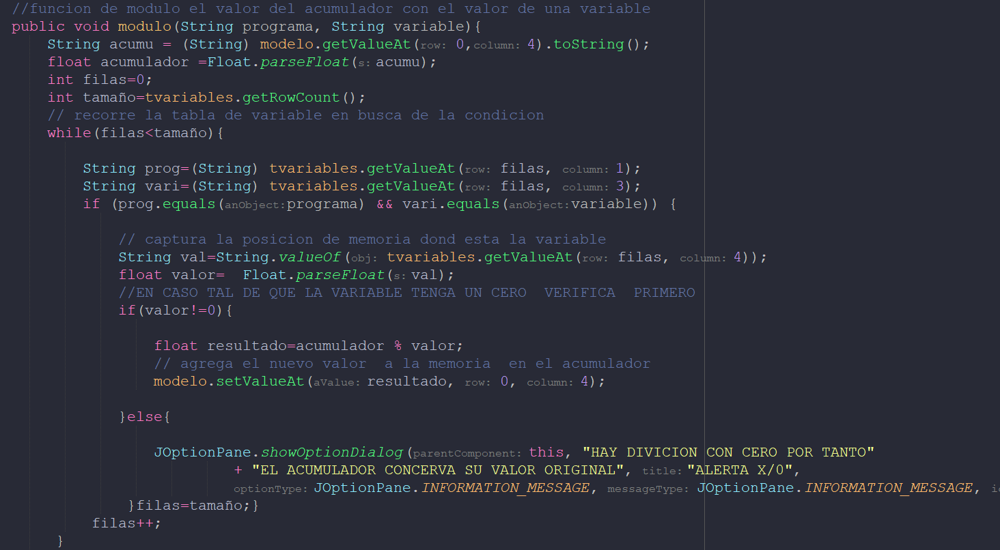 //funcion de modulo el valor del acumulador con el valor de una variable
public void modulo(String programa, String variable){
String acumu = (String) modelo.getValueAt(row: 0,column: 4).toString();
float acumulador =Float.parseFloat(s: acumu);
int filas=0;
int tamaño=tvariables.getRowCount();
// recorre la tabla de variable en busca de la condicion
while(filas<tamaño){
String prog=(String) tvariables.getValueAt(row: filas, column: 1);
String vari=(String) tvariables.getValueAt(row: filas, column: 3);
if (prog.equals(anObject:programa) && vari.equals(anObject:variable)) {
// captura la posicion de memoria dond esta la variable
String val=String.valueOf(obj: tvariables.getValueAt(row: filas, column: 4));
float valor=  Float.parseFloat(s: val);
//EN CASO TAL DE QUE LA VARIABLE TENGA UN CERO  VERIFICA  PRIMERO
if(valor!=0){
float resultado=acumulador % valor;
// agrega el nuevo valor  a la memoria  en el acumulador
modelo.setValueAt(aValue: resultado, row: 0, column: 4);
}else{
JOptionPane.showOptionDialog(parentComponent: this, "HAY DIVICION CON CERO POR TANTO"
+ "EL ACUMULADOR CONCERVA SU VALOR ORIGINAL", title: "ALERTA X/0",
optionType: JOptionPane.INFORMATION_MESSAGE, messageType: JOptionPane.INFORMATION_MESSAGE,
}filas=tamaño;}
filas++;
}